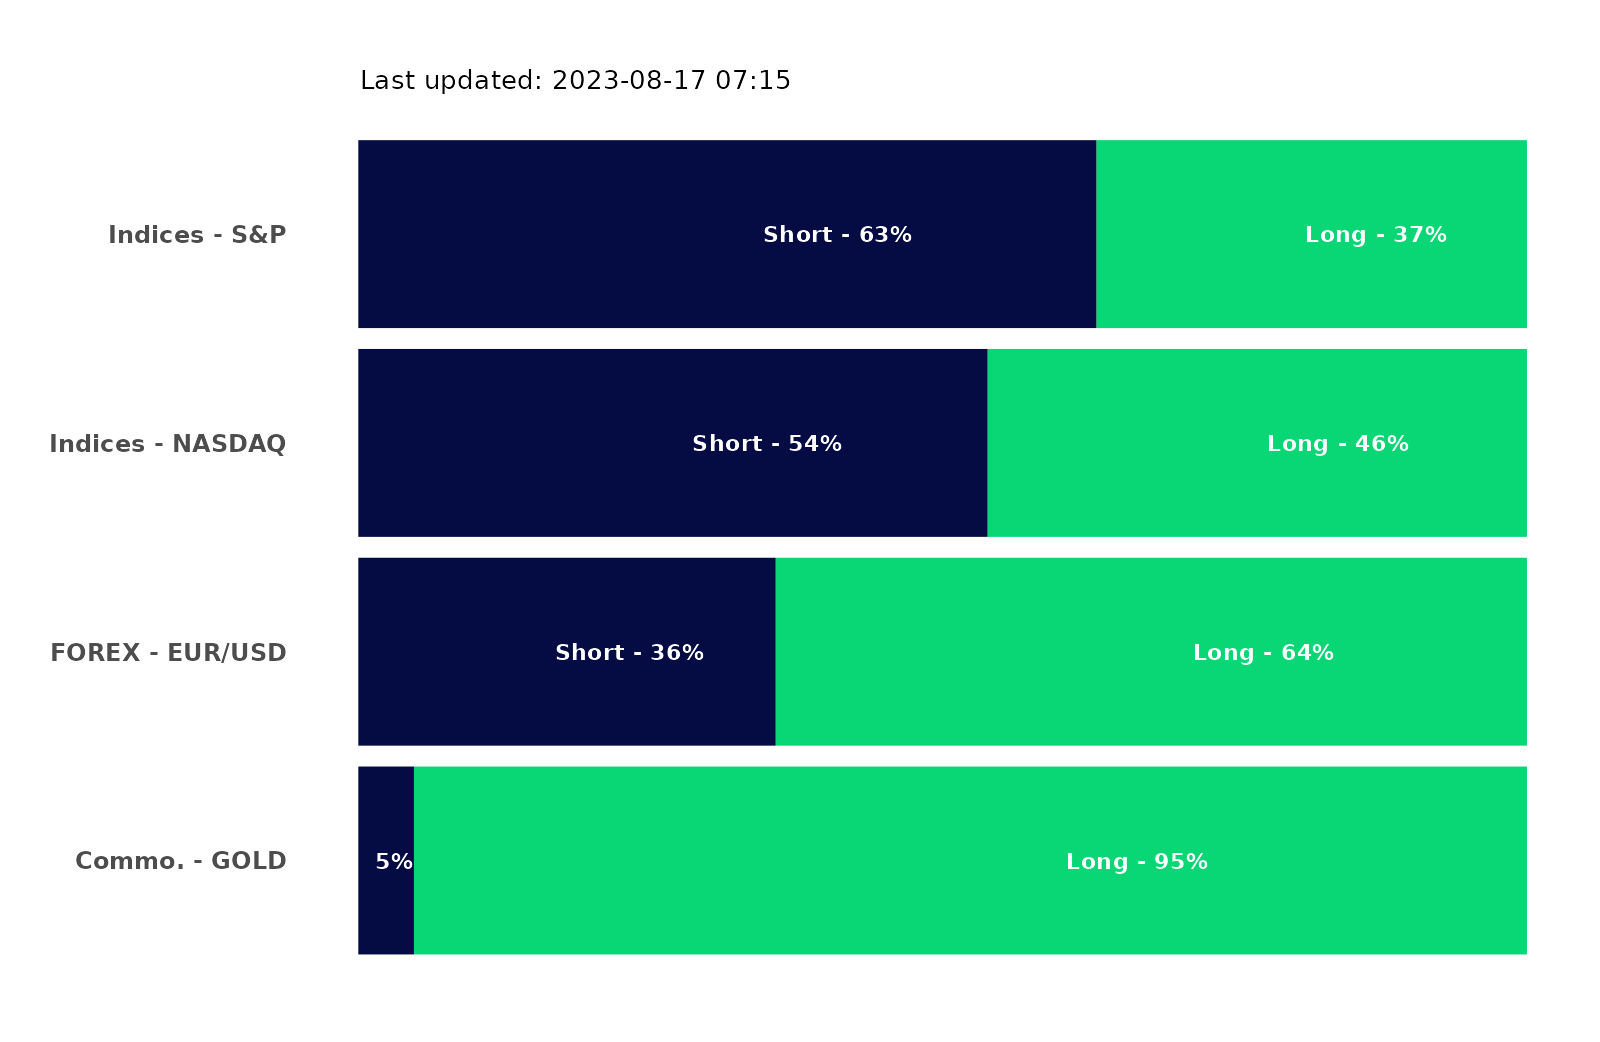 Last updated: 2023-08-17 07:15
Indices - S&P
Short - 63%
Long - 37%
Indices - NASDAQ
Short - 54%
Long - 46%
FOREX - EUR/USD
Short - 36%
Long - 64%
Commo. - GOLD
5%
Long - 95%